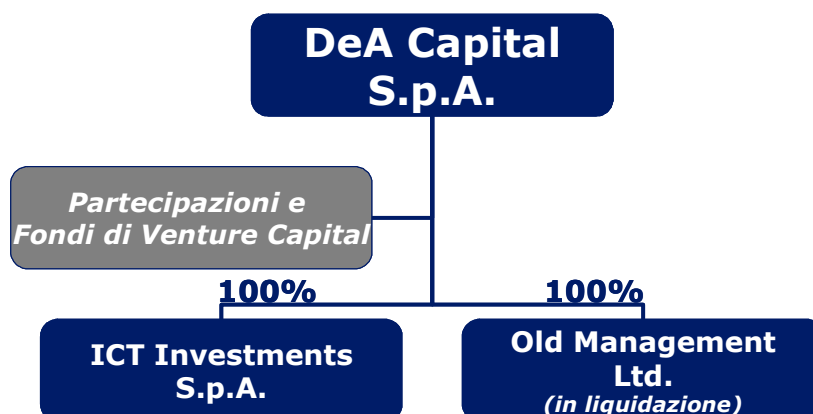 DeA Capital
S.p.A.
Partecipazioni e
Fondi di Venture Capital
100%
100%
ICT Investments
S.p.A.
Old Management
Ltd.
(in liquidazione)